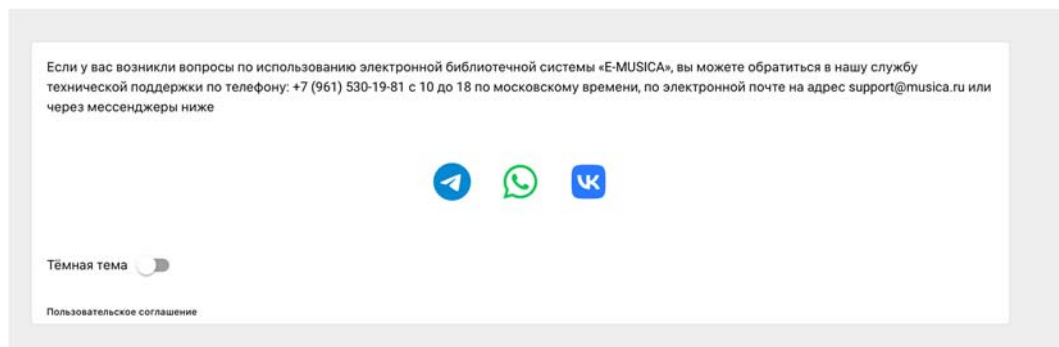 Если у вас возникли вопросы по использованию электронной библиотечной системы «E-MUSICA», вы можете обратиться в нашу службу
технической поддержки по телефону: +7 (961) 530-19-81 с 10 до 18 по московскому времени, по электронной почте на адрес support@musica.ru или
через мессенджеры ниже
Тёмная тема
Пользовательское соглашение